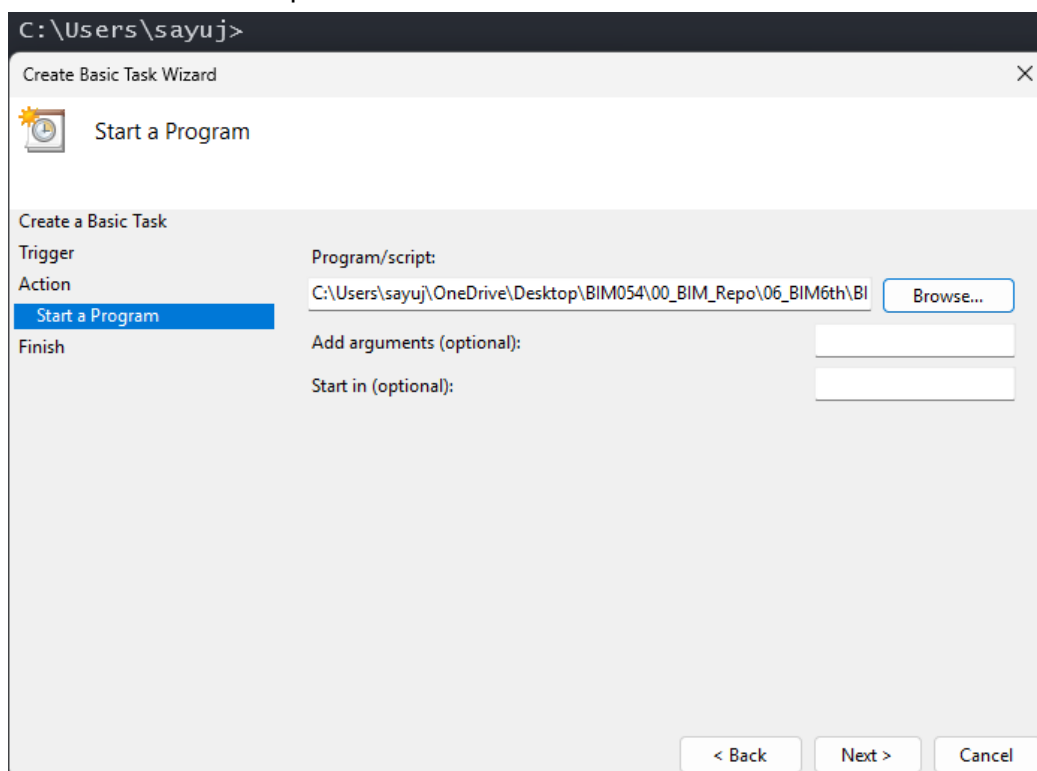 C:\Users\sayuj>
Create Basic Task Wizard
Start a Program
Create a Basic Task
Trigger
Action
Start a Program
Finish
Program/script:
C:\Users\sayuj\OneDrive\Desktop\BIM054\00_BIM_Repo\06_BIM6th\BI
Browse...
Add arguments (optional):
Start in (optional):
< Back
Next >
Cancel